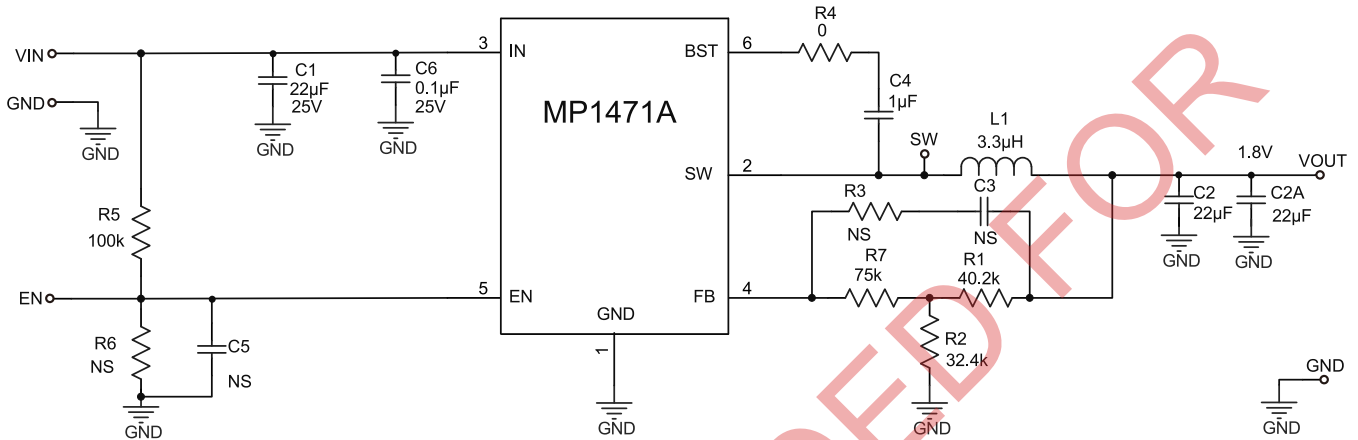 VIN
GND
GND
3
IN
C1
22µF
25V
GND
C6
0.1µF
25V
GND
MP1471A
BST
6
R4
0
C4
1µF
SW
2
SW
L1
3.3µH
1.8V
VOUT
C2
22µF
GND
C2A
22µF
GND
R3
NS
C3
NS
R7
75k
R1
40.2k
FB
4
R2
32.4k
GND
R5
100k
EN
5
EN
R6
NS
C5
NS
GND
GND
1
GND
GND
GND
ED FOR